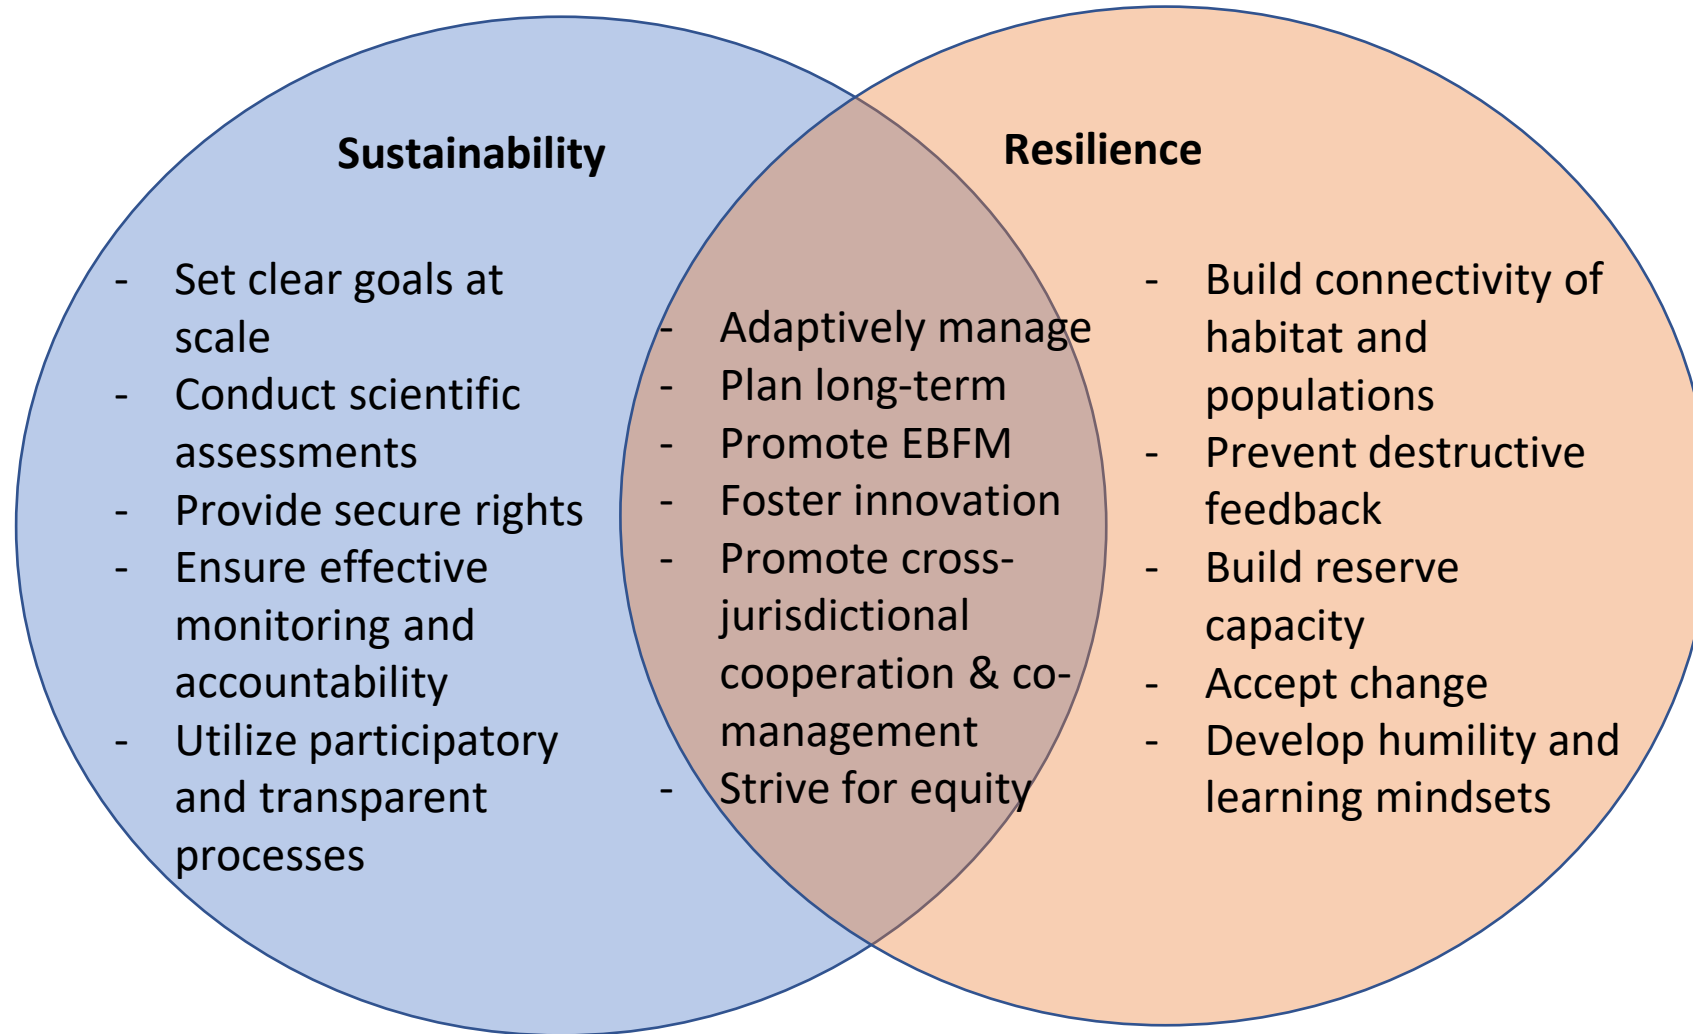 Sustainability
- Set clear goals at
scale
- Conduct scientific
assessments
- Provide secure rights
- Ensure effective
monitoring and
accountability
- Utilize participatory
and transparent
processes
- Adaptively manage
- Plan long-term
- Promote EBFM
- Foster innovation
- Promote cross-
jurisdictional
cooperation & co-
management
- Strive for equity
Resilience
- Build connectivity of
habitat and
populations
- Prevent destructive
feedback
- Build reserve
capacity
- Accept change
- Develop humility and
learning mindsets